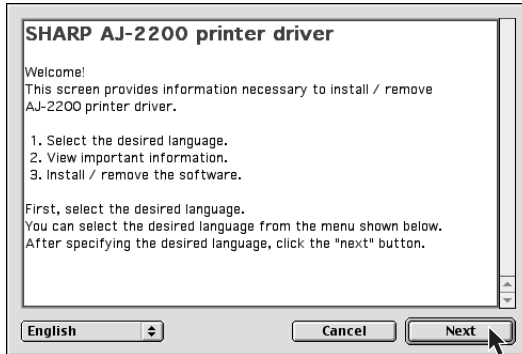 SHARP AJ-2200 printer driver
Welcome!
This screen provides information necessary to install / remove
AJ-2200 printer driver.
1. Select the desired language.
2. View important information.
3. Install / remove the software.
First, select the desired language.
You can select the desired language from the menu shown below.
After specifying the desired language, click the "next" button.
English
Cancel
Next